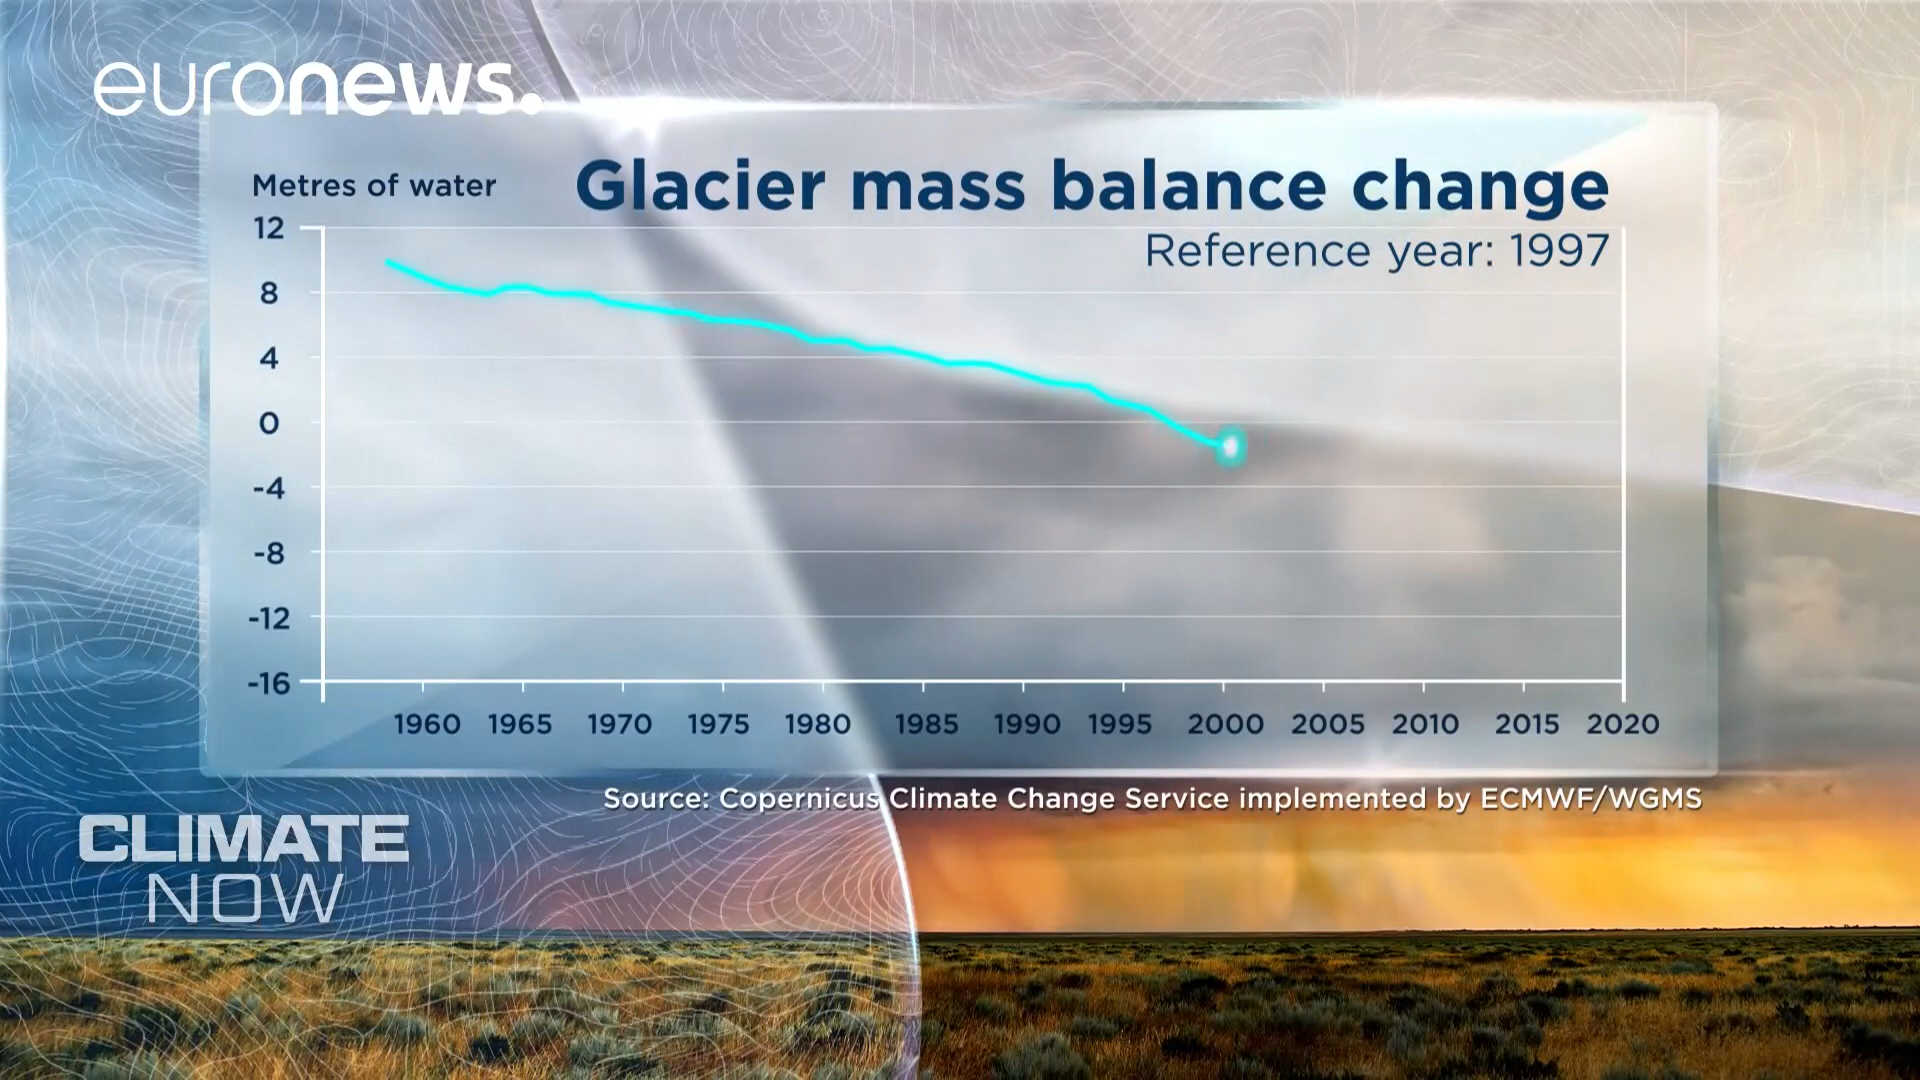 euronews.
Metres of water
Glacier mass balance change
Reference year: 1997
12
8
4
0
-4
-8
-12
-16
1960 1965 1970 1975 1980 1985 1990 1995 2000 2005 2010 2015 2020
Source: Copernicus Climate Change Service implemented by ECMWF/WGMS
CLIMATE
NOW